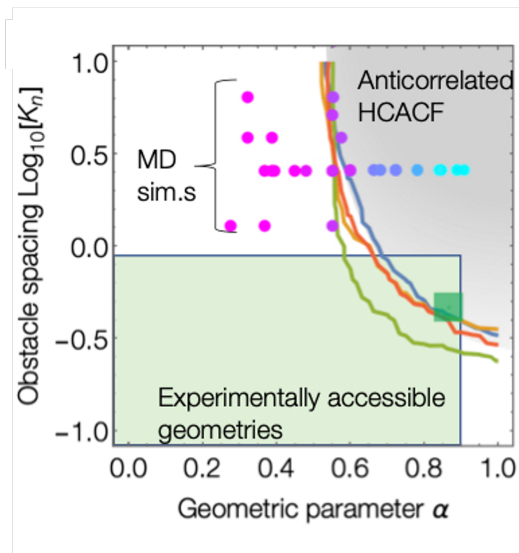 Anticorrelated
HCACF
MD
sim.s
Experimentally accessible
geometries
Obstacle spacing Log₁₀[Kₙ]
1.0
0.5
0.0
−0.5
−1.0
0.0 0.2 0.4 0.6 0.8 1.0
Geometric parameter α